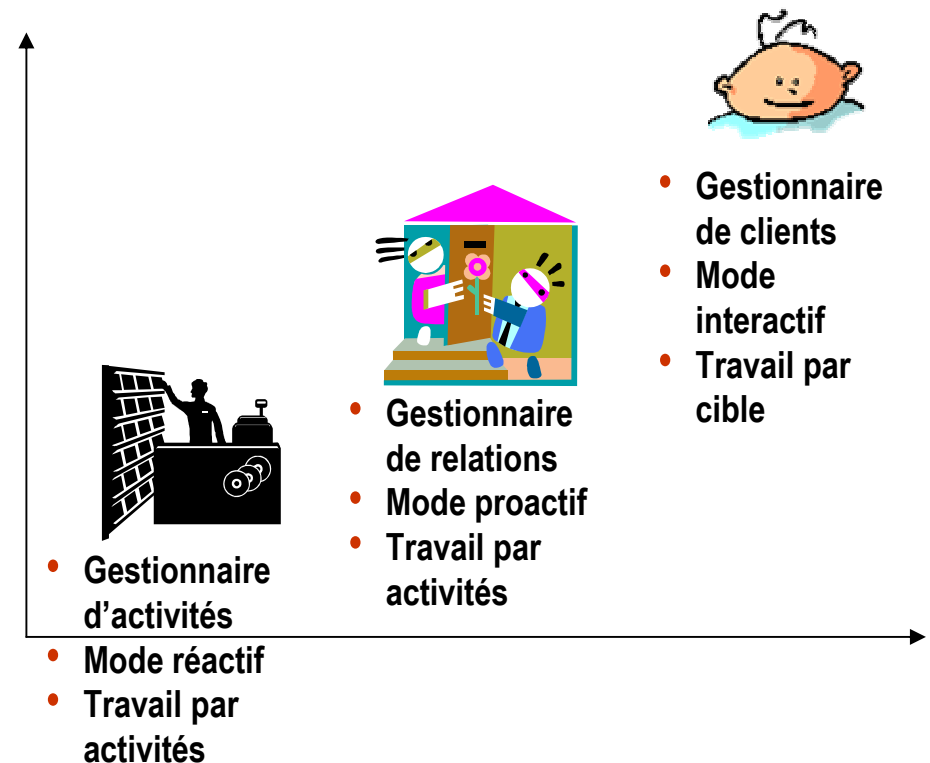 • Gestionnaire
d’activités
• Mode réactif
• Travail par
activités
• Gestionnaire
de relations
• Mode proactif
• Travail par
activités
• Gestionnaire
de clients
• Mode
interactif
• Travail par
cible